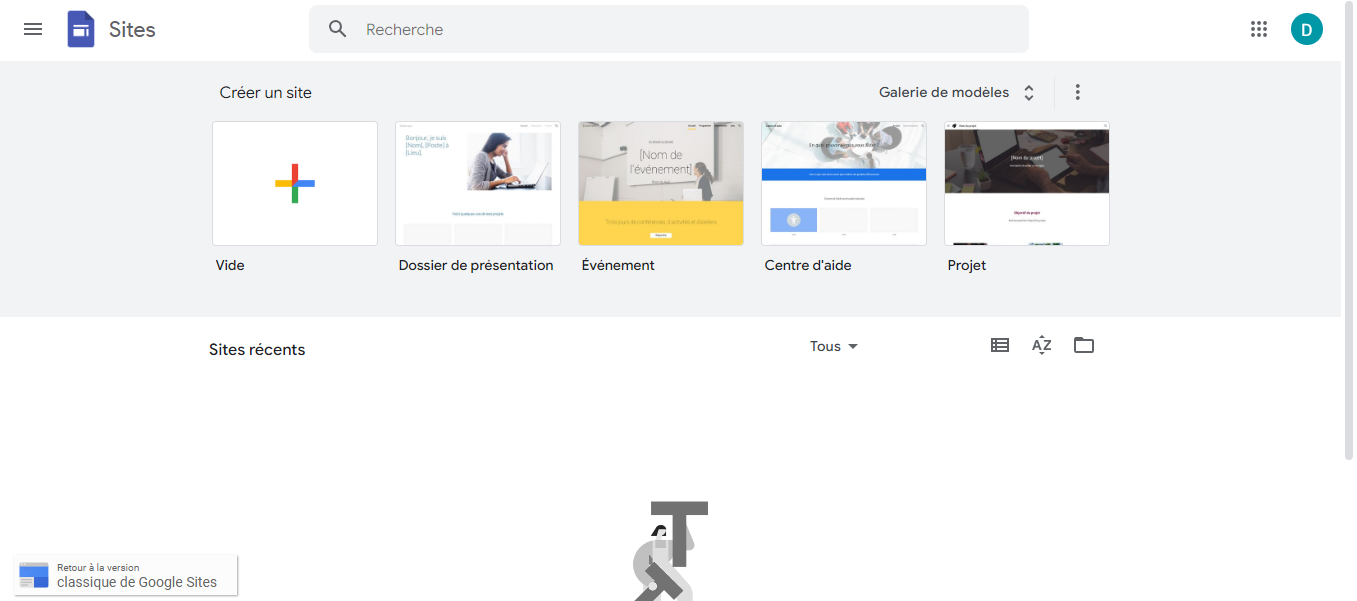 Sites
Recherche
D
Créer un site
Galerie de modèles
Bonjour, je suis
[Nom], [Poste] à
[Lieu].
[Nom de
l'événement]
[Nom du projet]
Vide
Dossier de présentation
Événement
Centre d'aide
Projet
Sites récents
Tous
AZ
Retour à la version
classique de Google Sites